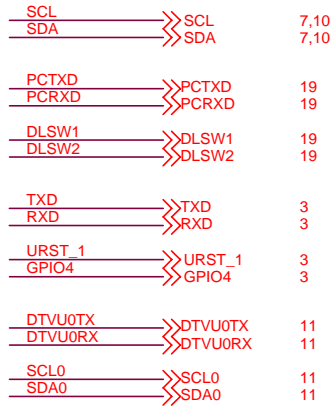 SCL SCL 7,10
SDA SDA 7,10
PCTXD PCTXD 19
PCRXD PCRXD 19
DLSW1 DLSW1 19
DLSW2 DLSW2 19
TXD TXD 3
RXD RXD 3
URST_1 URST_1 3
GPIO4 GPIO4 3
DTVU0TX DTVU0TX 11
DTVU0RX DTVU0RX 11
SCL0 SCL0 11
SDA0 SDA0 11